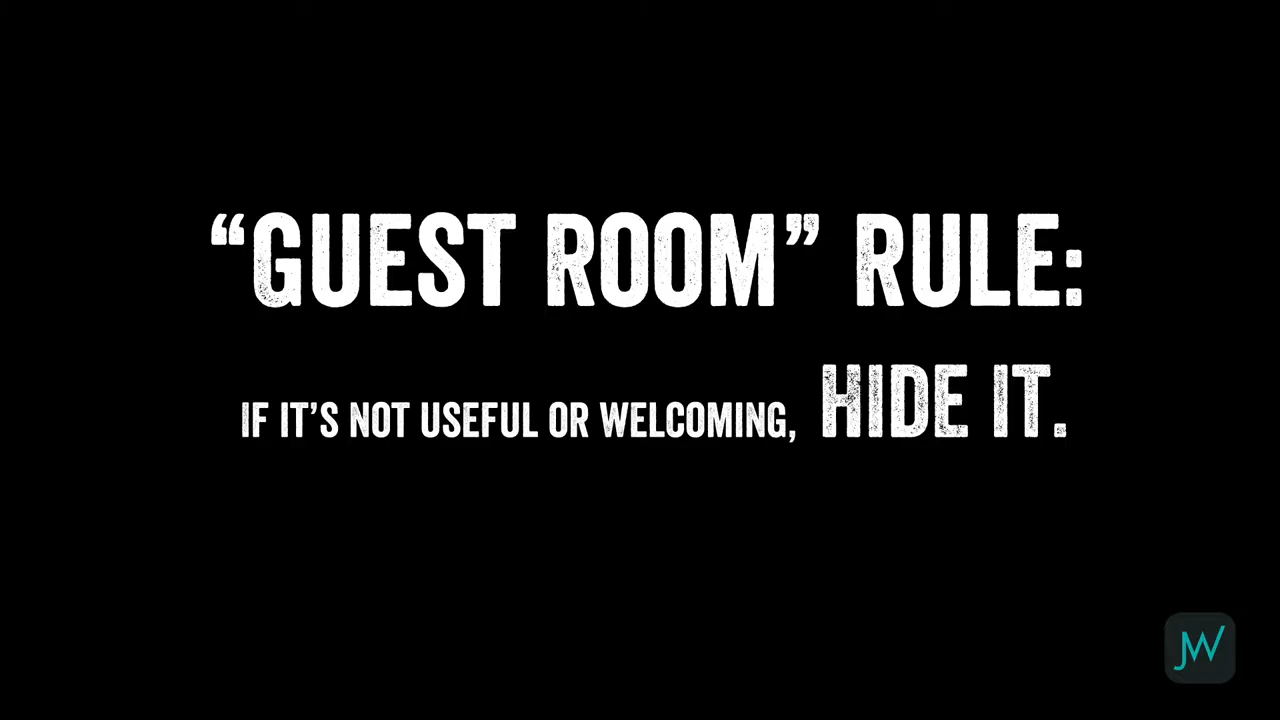 “GUEST ROOM” RULE:
IF IT’S NOT USEFUL OR WELCOMING, HIDE IT.
JW